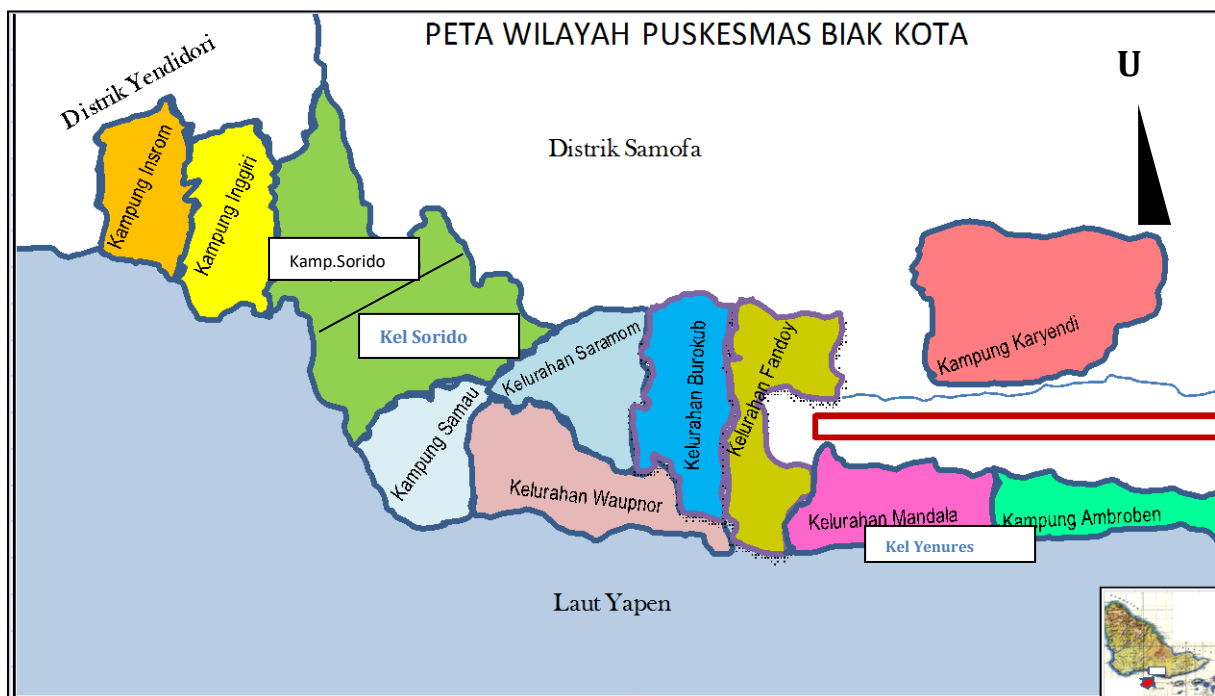 PETA WILAYAH PUSKESMAS BIAK KOTA
U
Distrik Yendidori
Distrik Samofa
Kampung Insrom
Kampung Inggiri
Kamp.Sorido
Kel Sorido
Kelurahan Saramom
Kampung Samau
Kelurahan Waupnor
Kelurahan Burokub
Kelurahan Fandoy
Kampung Karyendi
Kelurahan Mandala
Kampung Ambroben
Kel Yenures
Laut Yapen